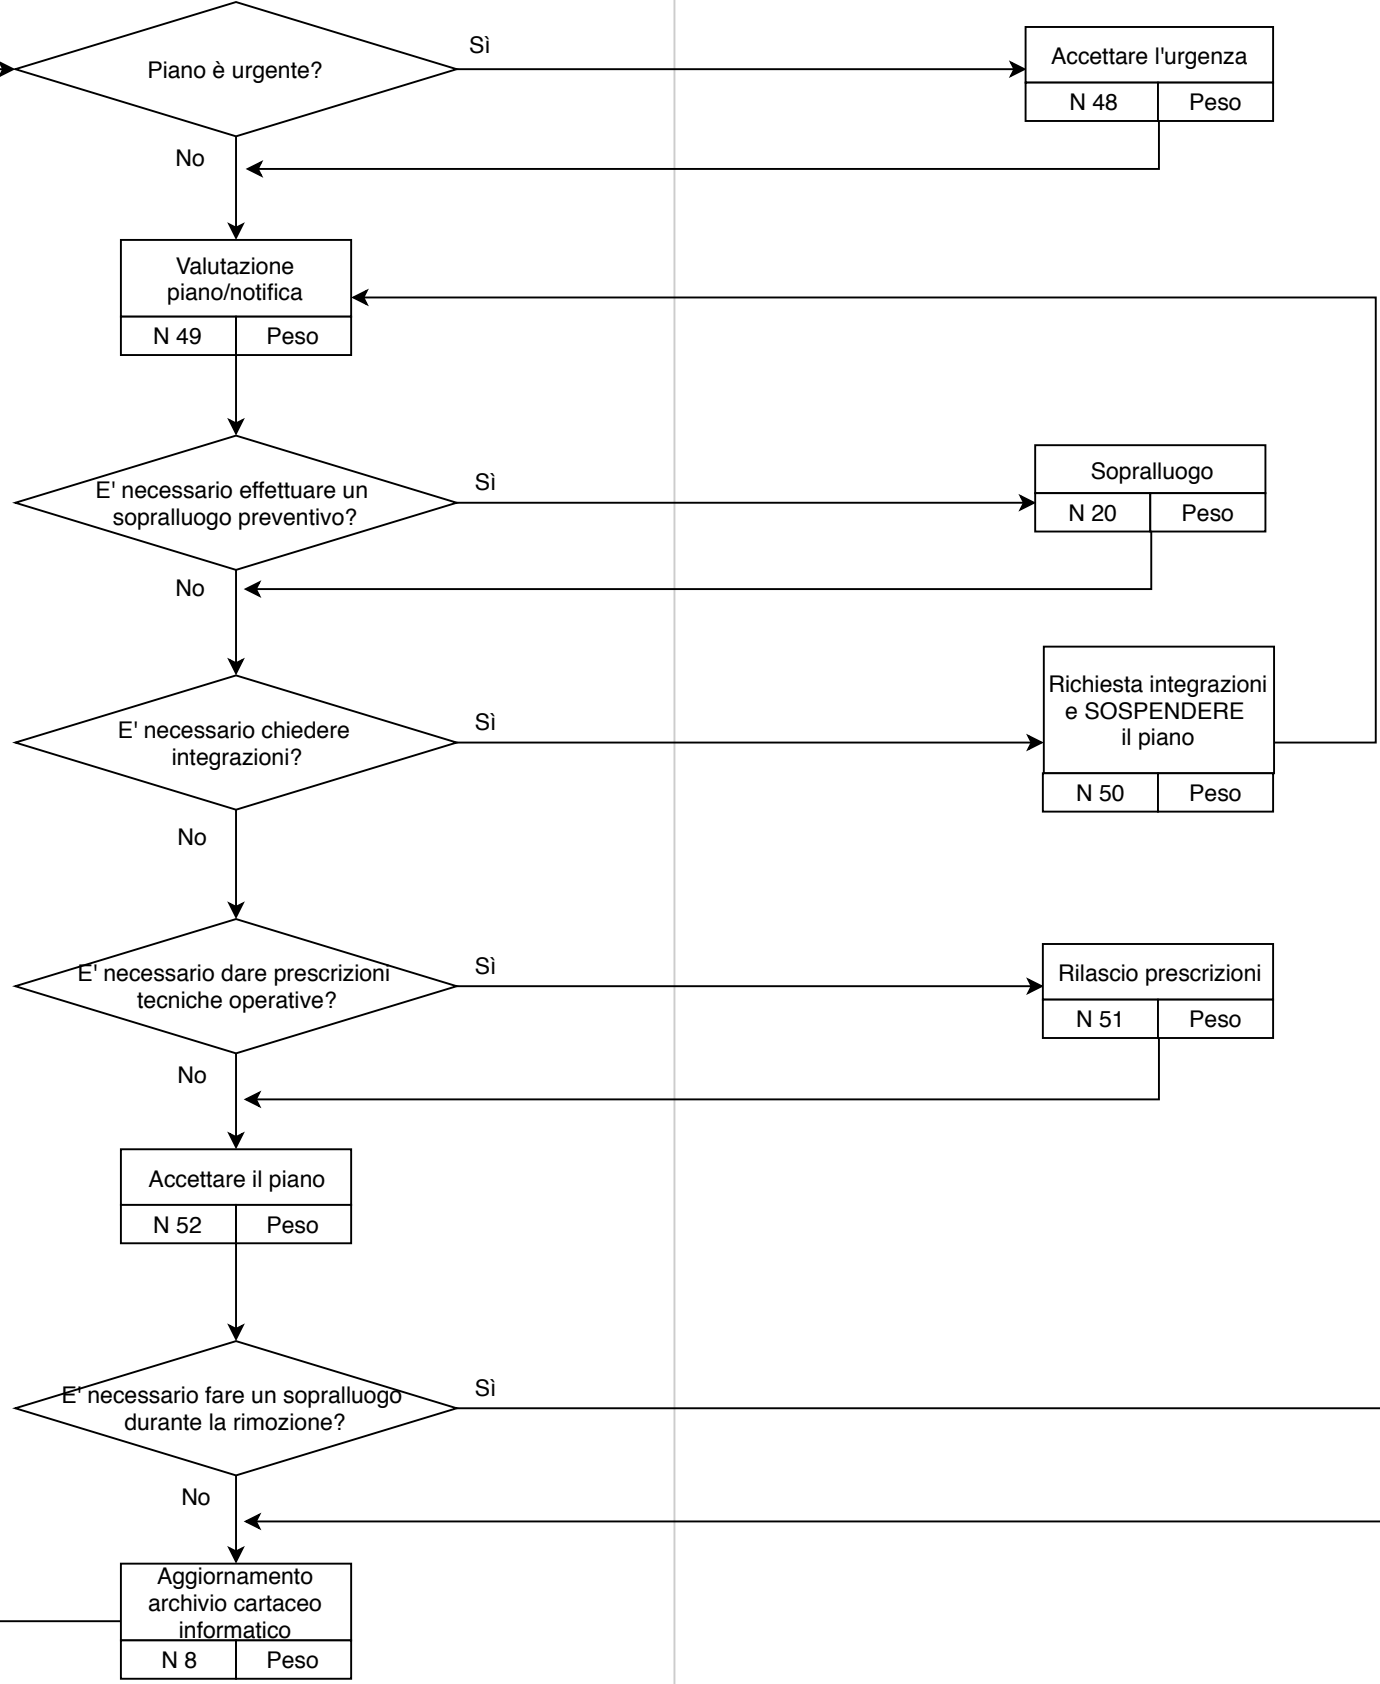 Piano è urgente?
Sì
Accettare l'urgenza
N 48
Peso
No
Valutazione
piano/notifica
N 49
Peso
E' necessario effettuare un
sopralluogo preventivo?
Sì
Sopralluogo
N 20
Peso
No
E' necessario chiedere
integrazioni?
Sì
Richiesta integrazioni
e SOSPENDERE
il piano
N 50
Peso
No
E' necessario dare prescrizioni
tecniche operative?
Sì
Rilascio prescrizioni
N 51
Peso
No
Accettare il piano
N 52
Peso
E' necessario fare un sopralluogo
durante la rimozione?
Sì
No
Aggiornamento
archivio cartaceo
informatico
N 8
Peso